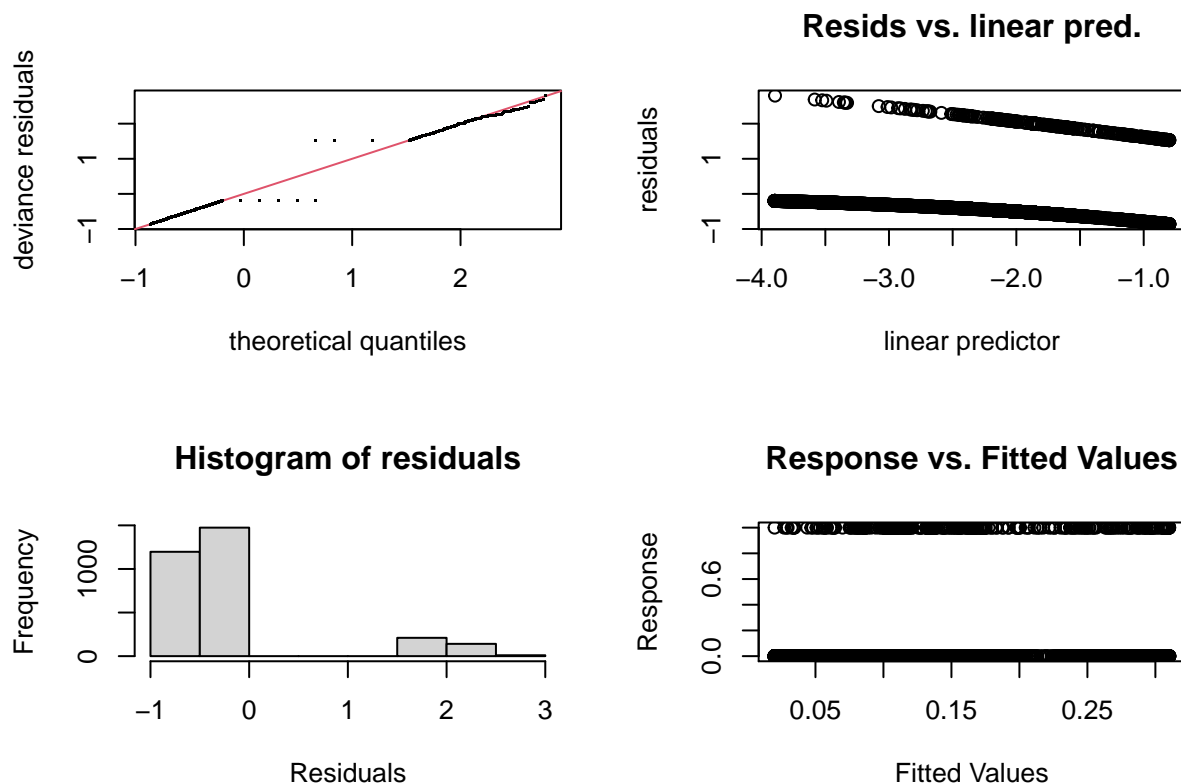 deviance residuals
−1 1
−1 0 1 2
theoretical quantiles
Resids vs. linear pred.
residuals
−1 1
−4.0 −3.0 −2.0 −1.0
linear predictor
Histogram of residuals
Frequency
0 1000
−1 0 1 2 3
Residuals
Response vs. Fitted Values
Response
0.0 0.6
0.05 0.15 0.25
Fitted Values